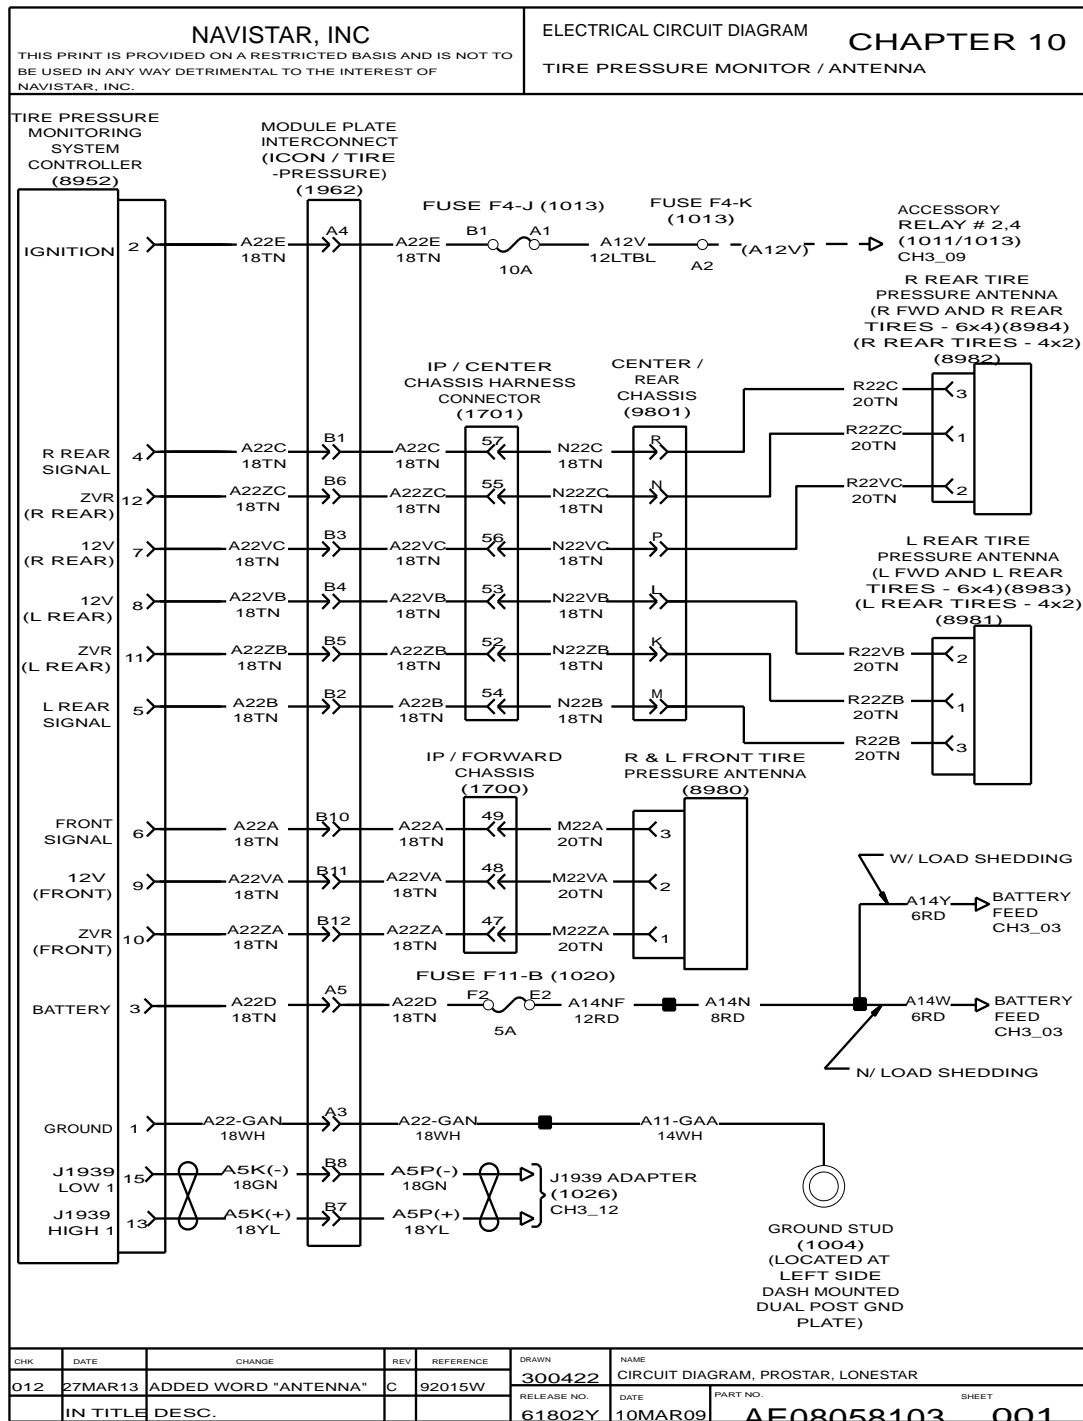 NAVISTAR, INC
THIS PRINT IS PROVIDED ON A RESTRICTED BASIS AND IS NOT TO
BE USED IN ANY WAY DETRIMENTAL TO THE INTEREST OF
NAVISTAR, INC.
ELECTRICAL CIRCUIT DIAGRAM
CHAPTER 10
TIRE PRESSURE MONITOR / ANTENNA
TIRE PRESSURE
MONITORING
SYSTEM
CONTROLLER
(8952)
MODULE PLATE
INTERCONNECT
(ICON / TIRE
-PRESSURE)
(1962)
FUSE F4-J (1013)
FUSE F4-K
(1013)
ACCESSORY
RELAY # 2,4
(1011/1013)
CH3_09
IGNITION 2 A22E A4 A22E B1 A1 A12V (A12V)
18TN 18TN 10A 12LTBL A2
R REAR TIRE
PRESSURE ANTENNA
(R FWD AND R REAR
TIRES - 6x4)(8984)
(R REAR TIRES - 4x2)
(8982)
IP / CENTER
CHASSIS HARNESS
CONNECTOR
(1701)
CENTER /
REAR
CHASSIS
(9801)
R22C 3
20TN
R22ZC 1
20TN
R22VC 2
20TN
R REAR
SIGNAL 4 A22C B1 A22C 57 N22C R
18TN 18TN 18TN
ZVR
(R REAR) 12 A22ZC B6 A22ZC 55 N22ZC N
18TN 18TN 18TN
12V
(R REAR) 7 A22VC B3 A22VC 56 N22VC P
18TN 18TN 18TN
L REAR TIRE
PRESSURE ANTENNA
(L FWD AND L REAR
TIRES - 6x4)(8983)
(L REAR TIRES - 4x2)
(8981)
12V
(L REAR) 8 A22VB B4 A22VB 53 N22VB L
18TN 18TN 18TN
ZVR
(L REAR) 11 A22ZB B5 A22ZB 52 N22ZB K
18TN 18TN 18TN
L REAR
SIGNAL 5 A22B B2 A22B 54 N22B M
18TN 18TN 18TN
R22VB 2
20TN
R22ZB 1
20TN
R22B 3
20TN
IP / FORWARD
CHASSIS
(1700)
R & L FRONT TIRE
PRESSURE ANTENNA
(8980)
FRONT
SIGNAL 6 A22A B10 A22A 49 M22A 3
18TN 18TN 20TN
12V
(FRONT) 9 A22VA B11 A22VA 48 M22VA 2
18TN 18TN 20TN
ZVR
(FRONT) 10 A22ZA B12 A22ZA 47 M22ZA 1
18TN 18TN 20TN
W/ LOAD SHEDDING
A14Y
6RD
BATTERY
FEED
CH3_03
FUSE F11-B (1020)
BATTERY 3 A22D A5 A22D F2 E2 A14NF A14N A14W
18TN 18TN 5A 12RD 8RD 6RD
BATTERY
FEED
CH3_03
N/ LOAD SHEDDING
GROUND 1 A22-GAN A3 A22-GAN A11-GAA
18WH 18WH 14WH
J1939
LOW 1 15 A5K(-) B8 A5P(-)
18GN 18GN
J1939
HIGH 1 13 A5K(+) B7 A5P(+)
18YL 18YL
J1939 ADAPTER
(1026)
CH3_12
GROUND STUD
(1004)
(LOCATED AT
LEFT SIDE
DASH MOUNTED
DUAL POST GND
PLATE)
CHK DATE CHANGE REV REFERENCE
012 27MAR13 ADDED WORD "ANTENNA" C 92015W
IN TITLE DESC.
DRAWN
300422
NAME
CIRCUIT DIAGRAM, PROSTAR, LONESTAR
RELEASE NO.
61802Y
DATE
10MAR09
PART NO.
AE08058103
SHEET
001